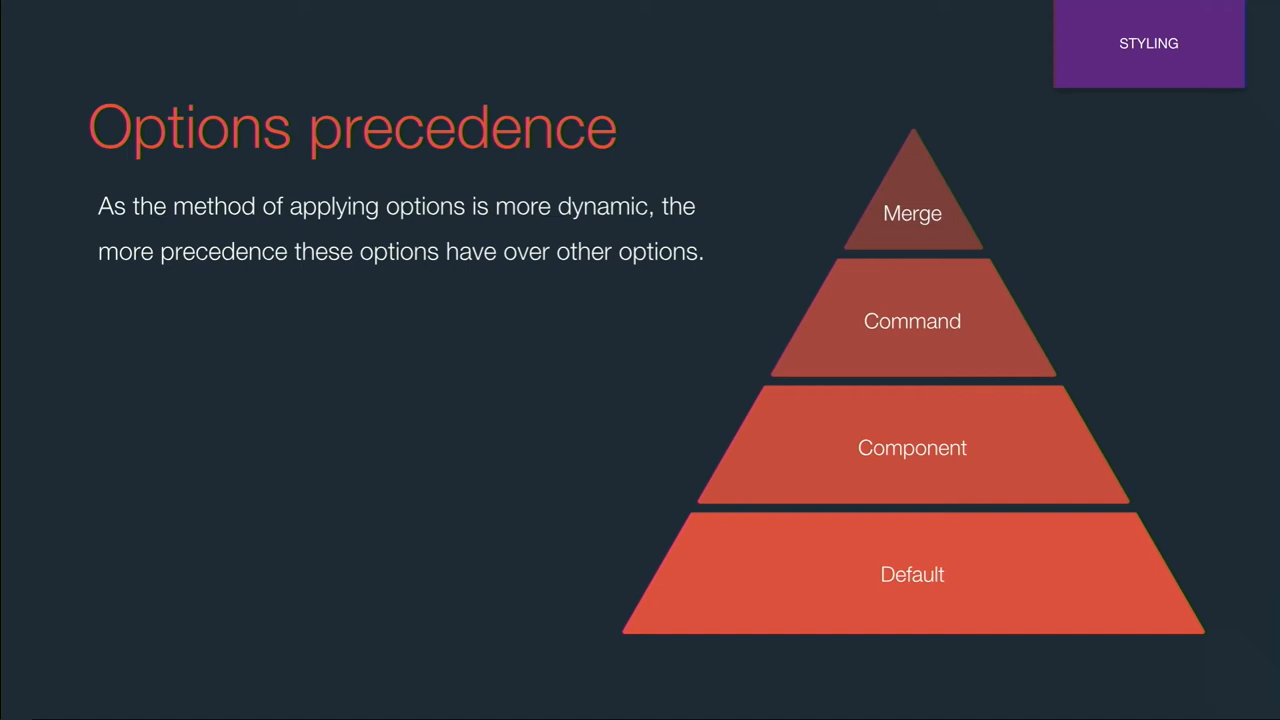 STYLING
Options precedence
As the method of applying options is more dynamic, the
more precedence these options have over other options.
Merge
Command
Component
Default